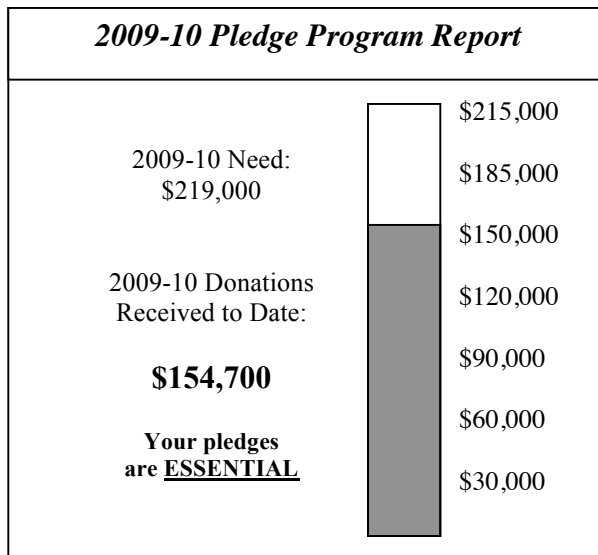 2009-10 Pledge Program Report
2009-10 Need:
$219,000
2009-10 Donations
Received to Date:
$154,700
Your pledges
are ESSENTIAL
$215,000
$185,000
$150,000
$120,000
$90,000
$60,000
$30,000